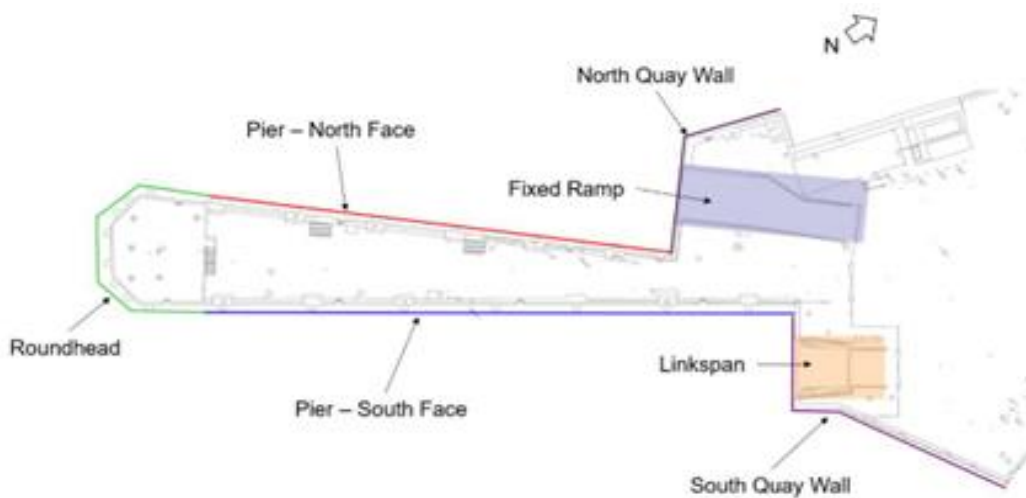 N
North Quay Wall
Pier – North Face
Fixed Ramp
Roundhead
Linkspan
Pier – South Face
South Quay Wall